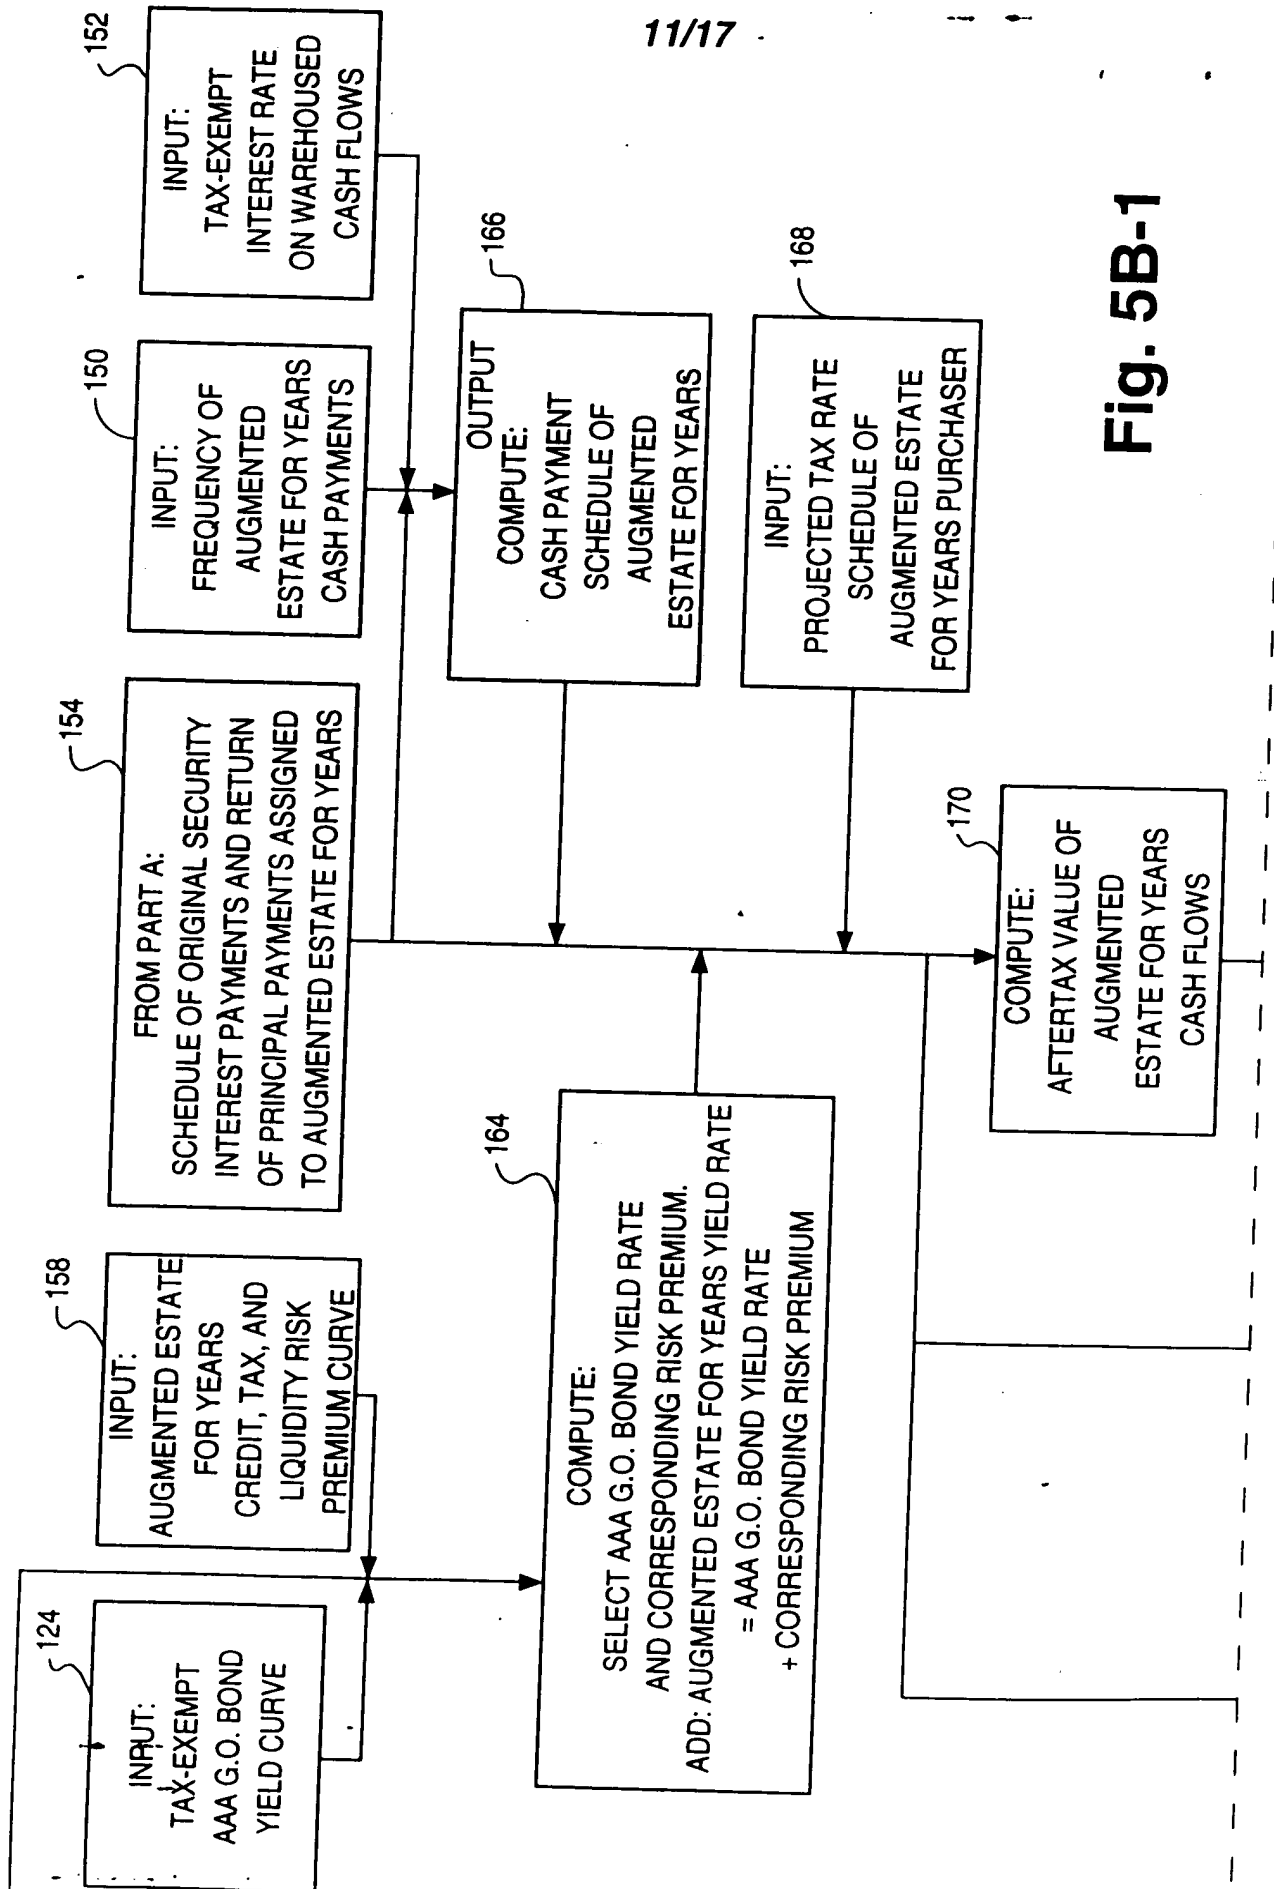 11/17
124
INPUT:
TAX-EXEMPT
AAA G.O. BOND
YIELD CURVE
158
INPUT:
AUGMENTED ESTATE
FOR YEARS
CREDIT, TAX, AND
LIQUIDITY RISK
PREMIUM CURVE
154
FROM PART A:
SCHEDULE OF ORIGINAL SECURITY
INTEREST PAYMENTS AND RETURN
OF PRINCIPAL PAYMENTS ASSIGNED
TO AUGMENTED ESTATE FOR YEARS
150
INPUT:
FREQUENCY OF
AUGMENTED
ESTATE FOR YEARS
CASH PAYMENTS
152
INPUT:
TAX-EXEMPT
INTEREST RATE
ON WAREHOUSED
CASH FLOWS
164
COMPUTE:
SELECT AAA G.O. BOND YIELD RATE
AND CORRESPONDING RISK PREMIUM.
ADD: AUGMENTED ESTATE FOR YEARS YIELD RATE
= AAA G.O. BOND YIELD RATE
+ CORRESPONDING RISK PREMIUM
166
OUTPUT
COMPUTE:
CASH PAYMENT
SCHEDULE OF
AUGMENTED
ESTATE FOR YEARS
168
INPUT:
PROJECTED TAX RATE
SCHEDULE OF
AUGMENTED ESTATE
FOR YEARS PURCHASER
170
COMPUTE:
AFTERTAX VALUE OF
AUGMENTED
ESTATE FOR YEARS
CASH FLOWS
Fig. 5B-1